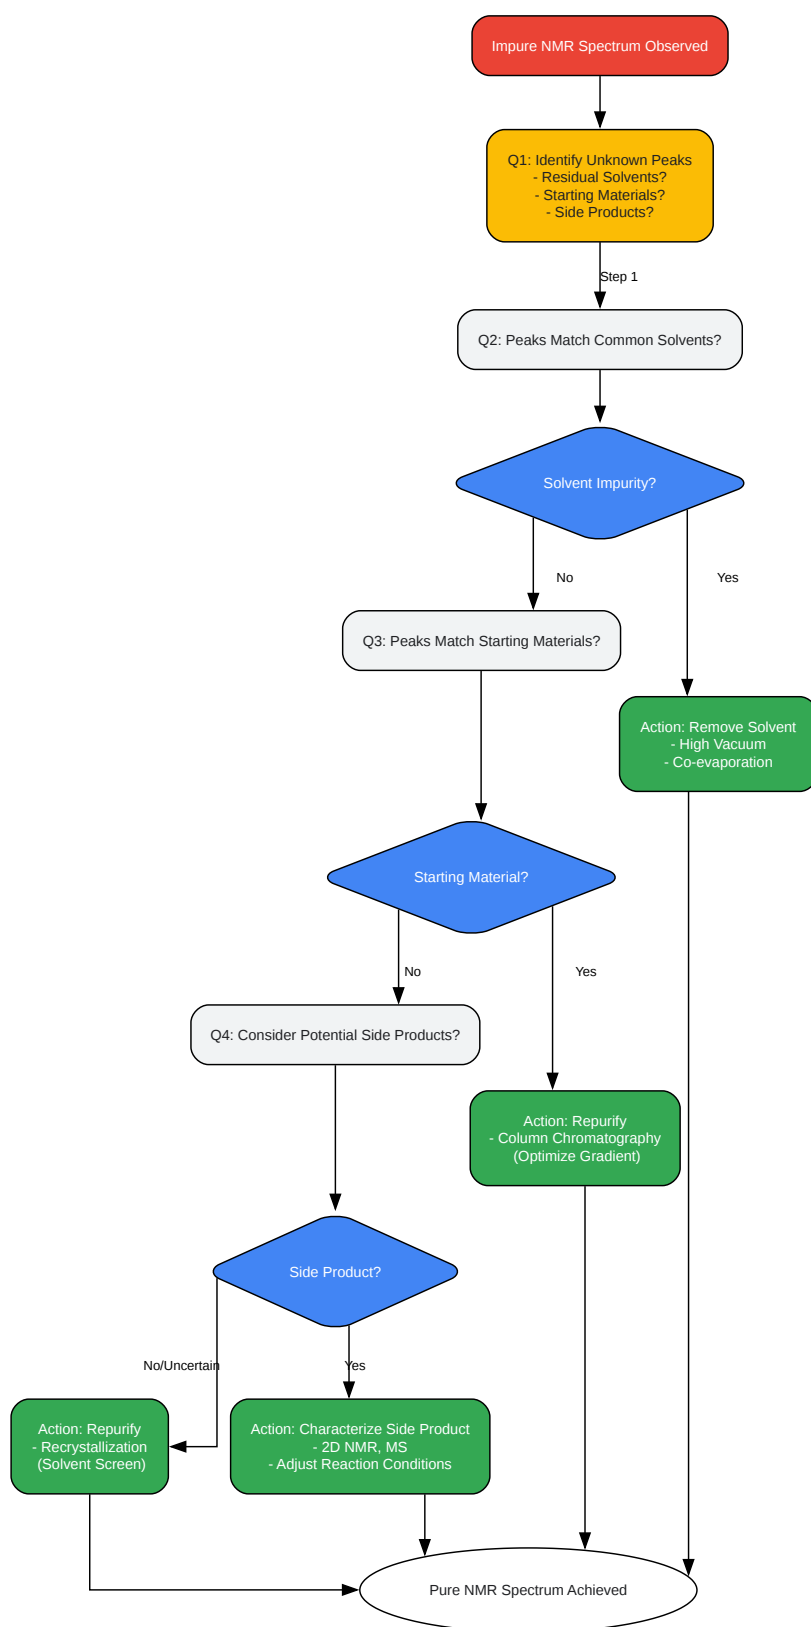 Impure NMR Spectrum Observed
Q1: Identify Unknown Peaks
- Residual Solvents?
- Starting Materials?
- Side Products?
Step 1
Q2: Peaks Match Common Solvents?
Solvent Impurity?
No
Yes
Q3: Peaks Match Starting Materials?
Action: Remove Solvent
- High Vacuum
- Co-evaporation
Starting Material?
No
Yes
Q4: Consider Potential Side Products?
Action: Repurify
- Column Chromatography
(Optimize Gradient)
Side Product?
No/Uncertain
Yes
Action: Repurify
- Recrystallization
(Solvent Screen)
Action: Characterize Side Product
- 2D NMR, MS
- Adjust Reaction Conditions
Pure NMR Spectrum Achieved